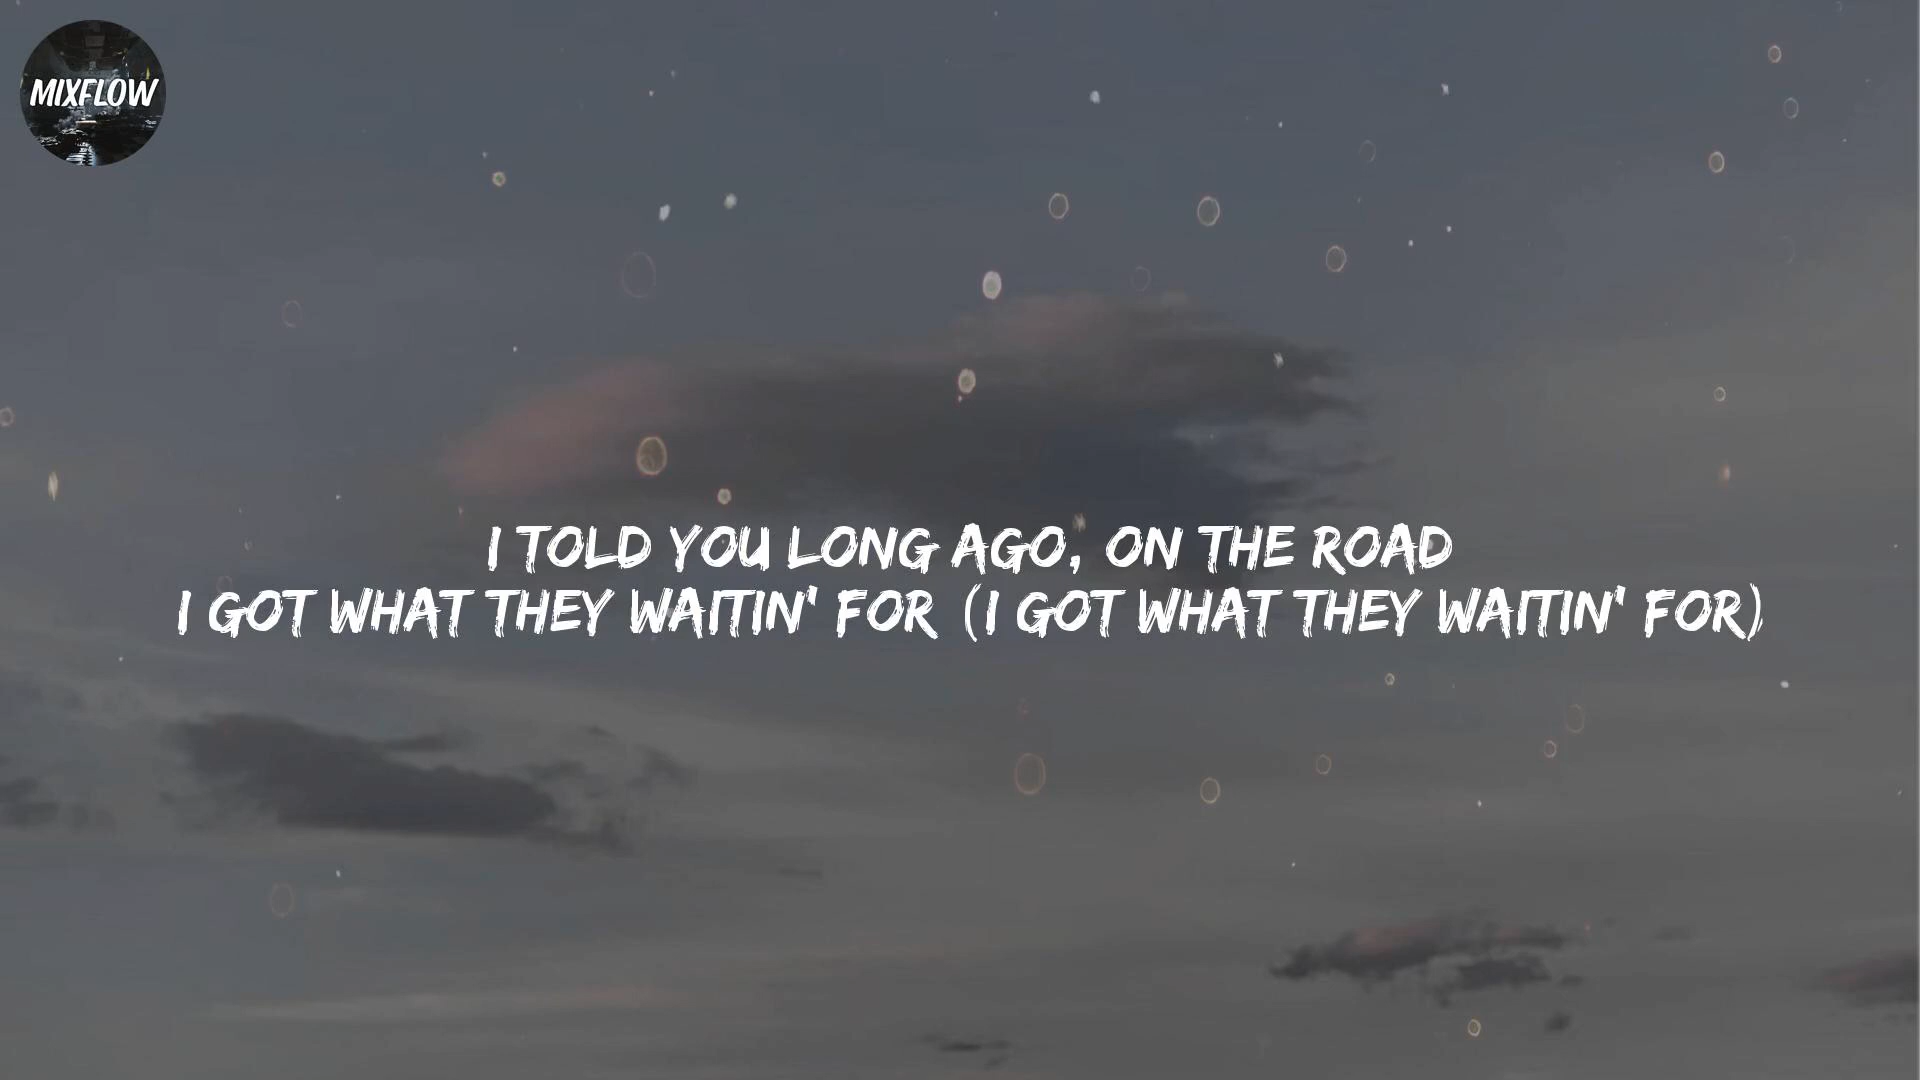 MIXFLOW
I TOLD YOU LONG AGO, ON THE ROAD
I GOT WHAT THEY WAITIN' FOR (I GOT WHAT THEY WAITIN' FOR)